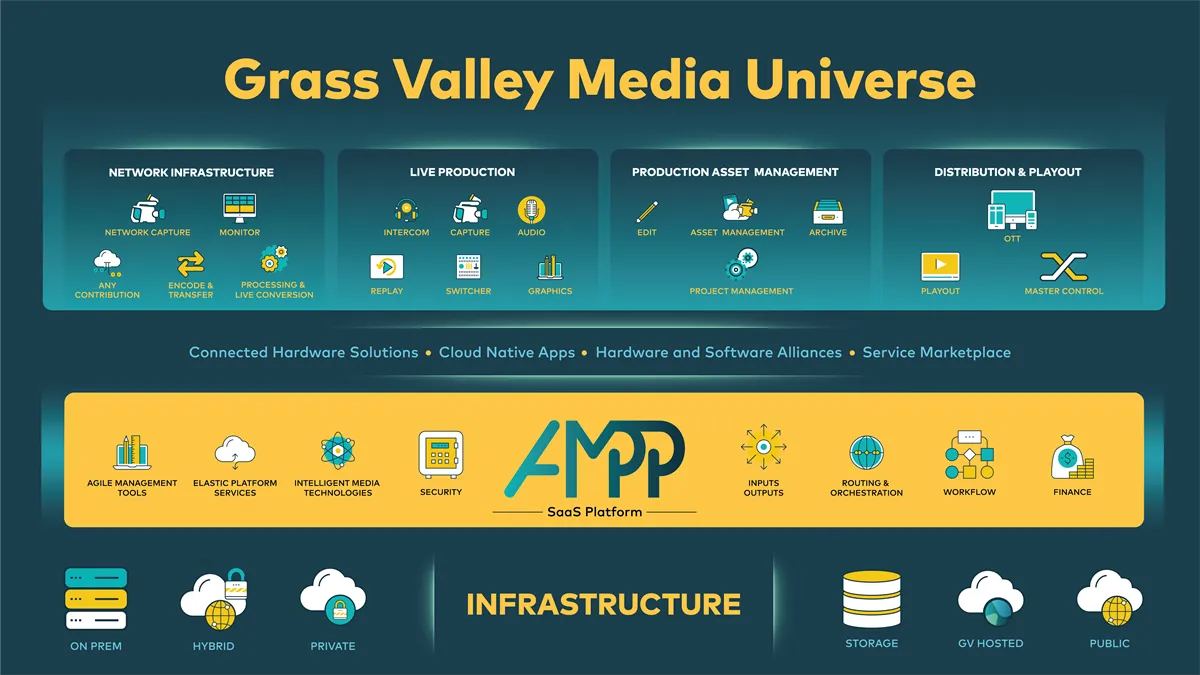 Grass Valley Media Universe
NETWORK INFRASTRUCTURE
NETWORK CAPTURE
MONITOR
ANY
CONTRIBUTION
ENCODE &
TRANSFER
PROCESSING &
LIVE CONVERSION
LIVE PRODUCTION
INTERCOM
CAPTURE
AUDIO
REPLAY
SWITCHER
GRAPHICS
PRODUCTION ASSET MANAGEMENT
EDIT
ASSET MANAGEMENT
ARCHIVE
PROJECT MANAGEMENT
DISTRIBUTION & PLAYOUT
OTT
PLAYOUT
MASTER CONTROL
Connected Hardware Solutions • Cloud Native Apps • Hardware and Software Alliances • Service Marketplace
AGILE MANAGEMENT
TOOLS
ELASTIC PLATFORM
SERVICES
INTELLIGENT MEDIA
TECHNOLOGIES
SECURITY
AMPP
SaaS Platform
INPUTS
OUTPUTS
ROUTING &
ORCHESTRATION
WORKFLOW
$
FINANCE
ON PREM
HYBRID
PRIVATE
INFRASTRUCTURE
STORAGE
GV HOSTED
PUBLIC